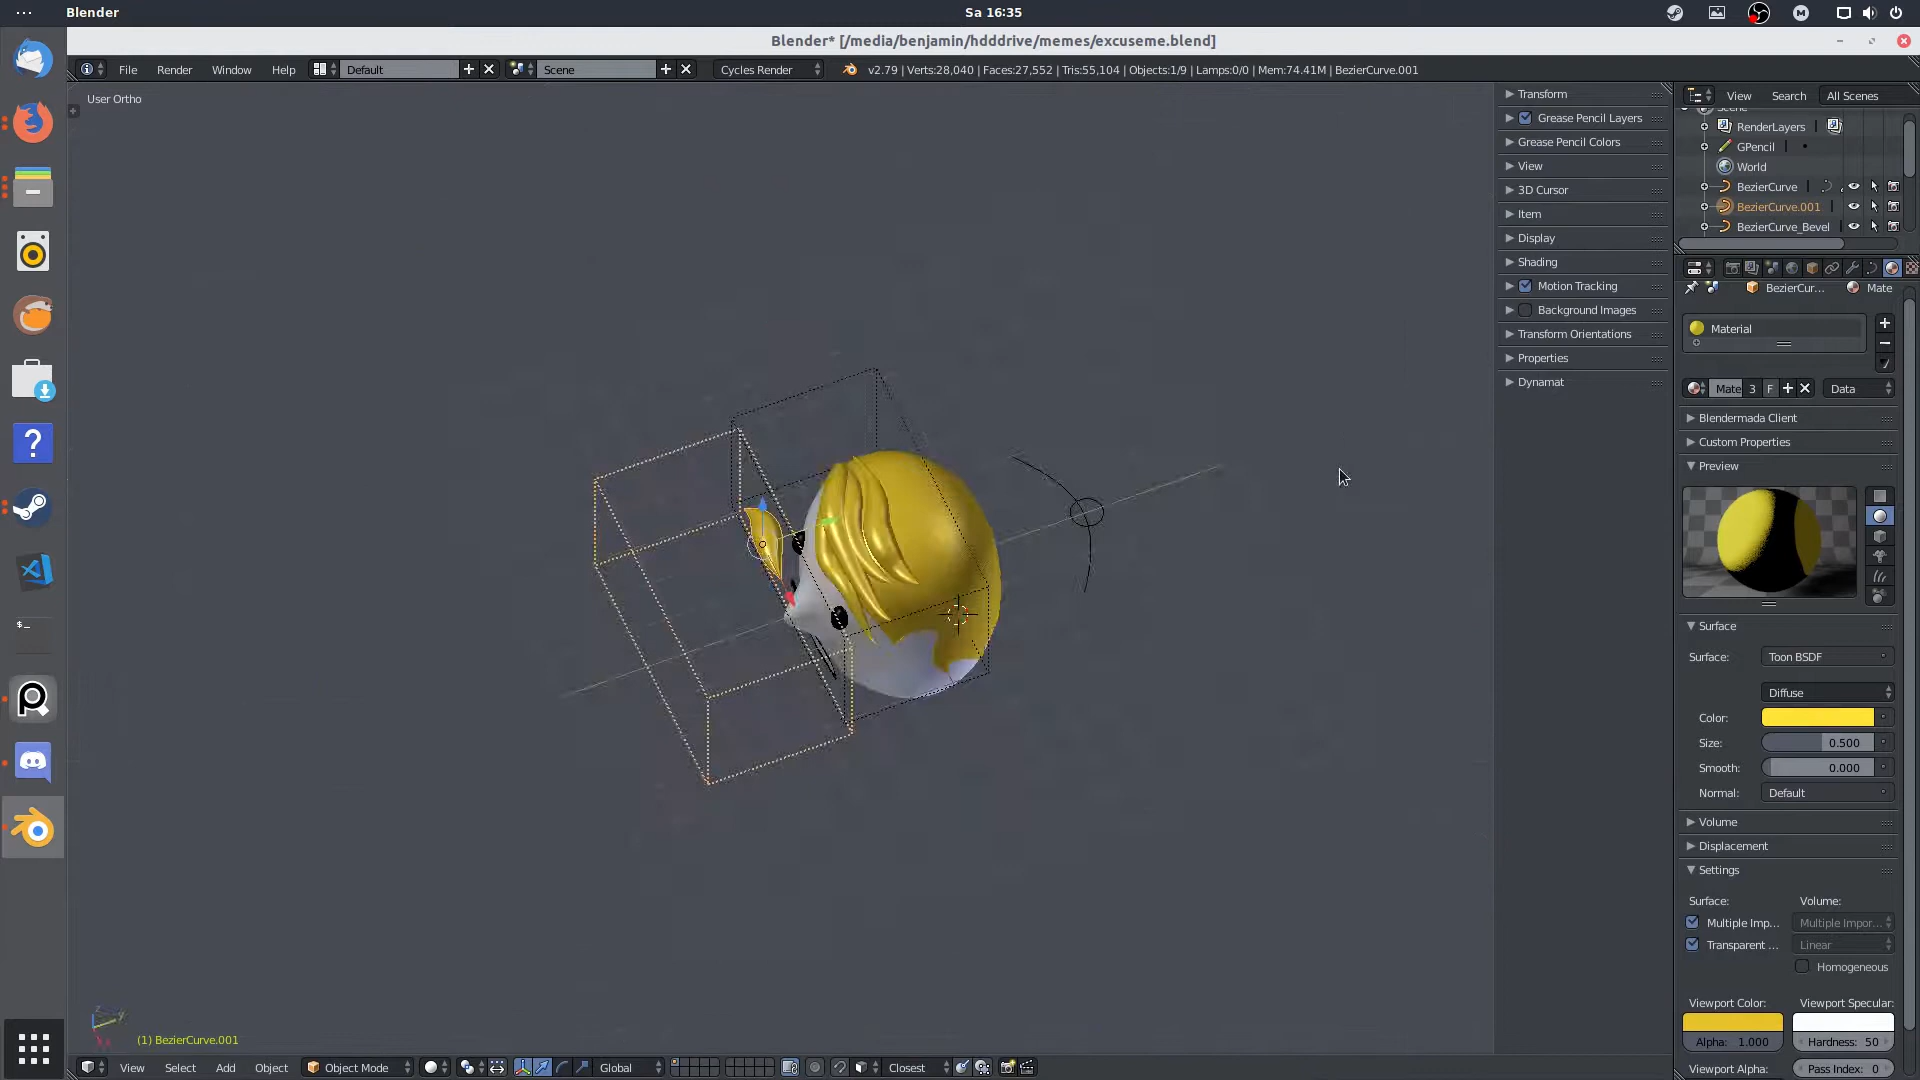 Blender
Sa 16:35
Blender* [/media/benjamin/hdddrive/memes/excuseme.blend]
File Render Window Help Default Scene Cycles Render v2.79 | Verts:28,040 | Faces:27,552 | Tris:55,104 | Objects:1/9 | Lamps:0/0 | Mem:74.41M | BezierCurve.001
User Ortho
Transform
Grease Pencil Layers
Grease Pencil Colors
View
3D Cursor
Item
Display
Shading
Motion Tracking
Background Images
Transform Orientations
Properties
Dynamat
View Search All Scenes
RenderLayers
GPencil
World
BezierCurve
BezierCurve.001
BezierCurve_Bevel
BezierCur... Mate
Material
Mate 3 F Data
Blendermada Client
Custom Properties
Preview
Surface
Surface: Toon BSDF
Diffuse
Color:
Size: 0.500
Smooth: 0.000
Normal: Default
Volume
Displacement
Settings
Surface: Volume:
Multiple Imp... Multiple Impor...
Transparent ... Linear
Homogeneous
Viewport Color: Viewport Specular:
Alpha: 1.000 Hardness: 50
Viewport Alpha: Pass Index: 0
(1) BezierCurve.001
View Select Add Object Object Mode Global Closest